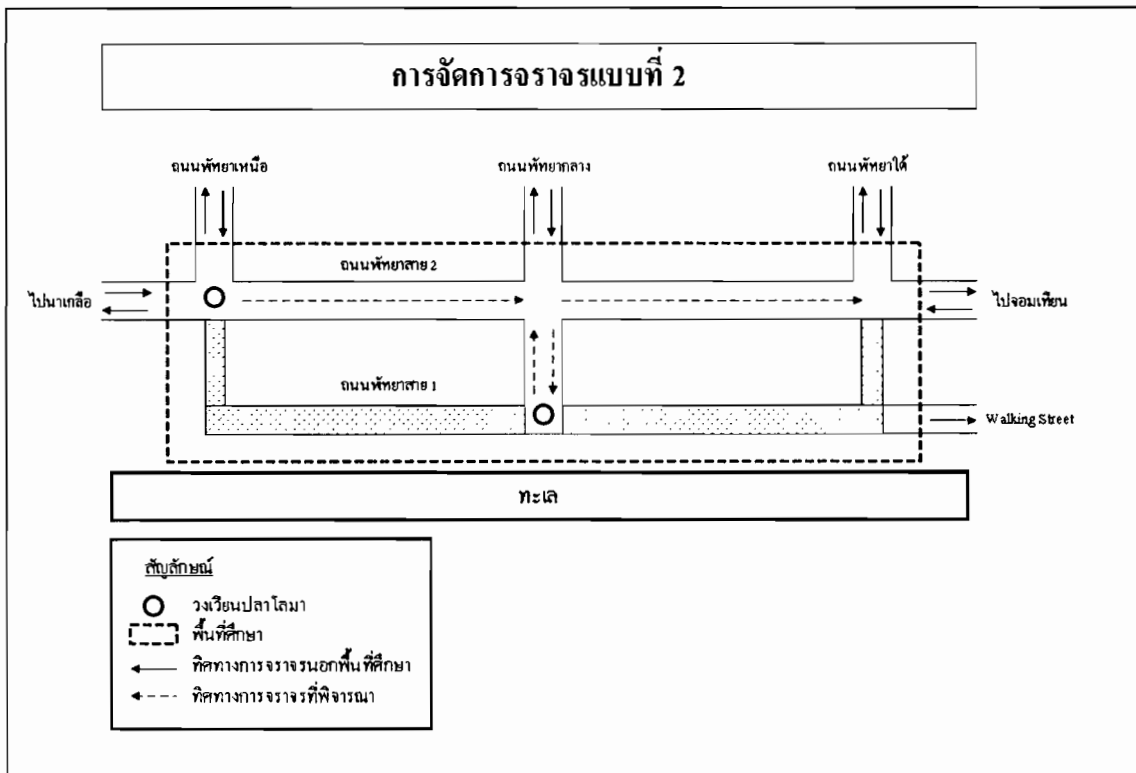 การจัดการจราจรแบบที่ 2
ถนนพัทยาเหนือ
ถนนพัทยากลาง
ถนนพัทยาใต้
ถนนพัทยาสาย 2
ไปนาเกลือ
ไปจอมเทียน
ถนนพัทยาสาย 1
Walking Street
ทะเล
สัญลักษณ์
วงเวียนปลาโลมา
พื้นที่ศึกษา
ทิศทางการจราจรนอกพื้นที่ศึกษา
ทิศทางการจราจรที่พิจารณา